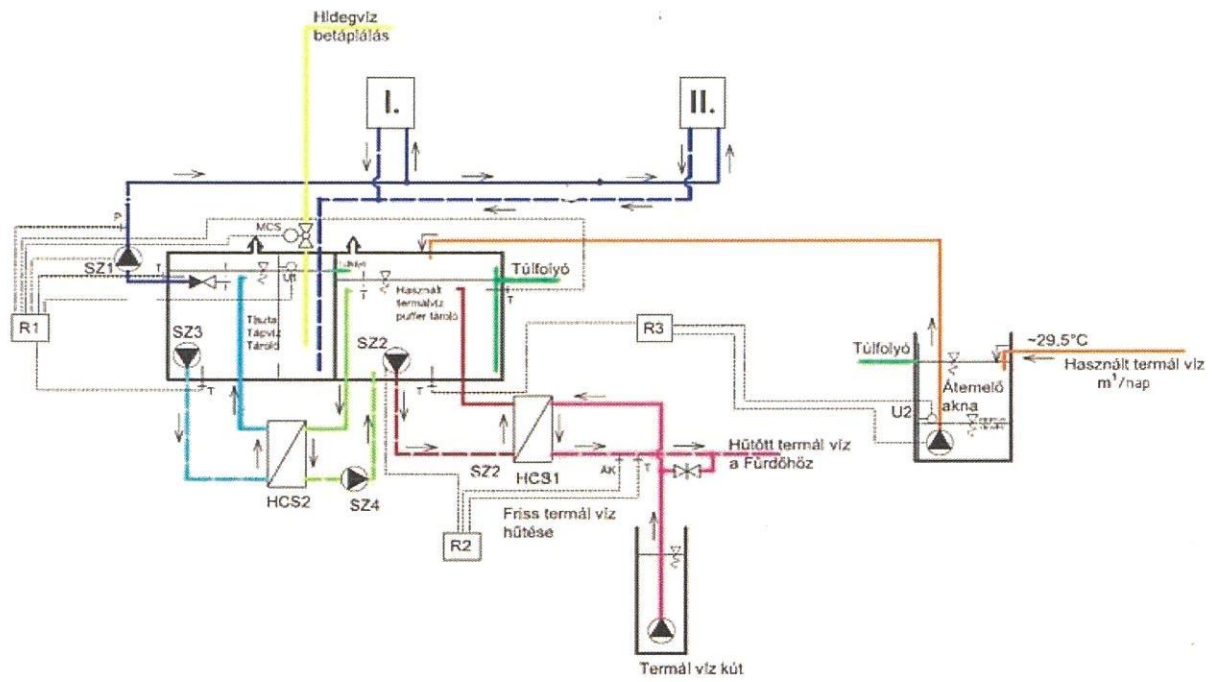 Hidegvíz
betáplálás
I.
II.
P
MCS
SZ1
T
U1
T
Túlfolyó
T
Tiszta
Tápvíz
Tároló
Használt
termálvíz
puffer tároló
R1
SZ3
SZ2
R3
~29.5°C
Túlfolyó
Használt termál víz
m¹/nap
Átemelő
akna
U2
T
T
Hűtött termál víz
a Fürdőhöz
SZ2
HCS1
AK
T
HCS2
SZ4
Friss termál víz
hűtése
R2
Termál víz kút